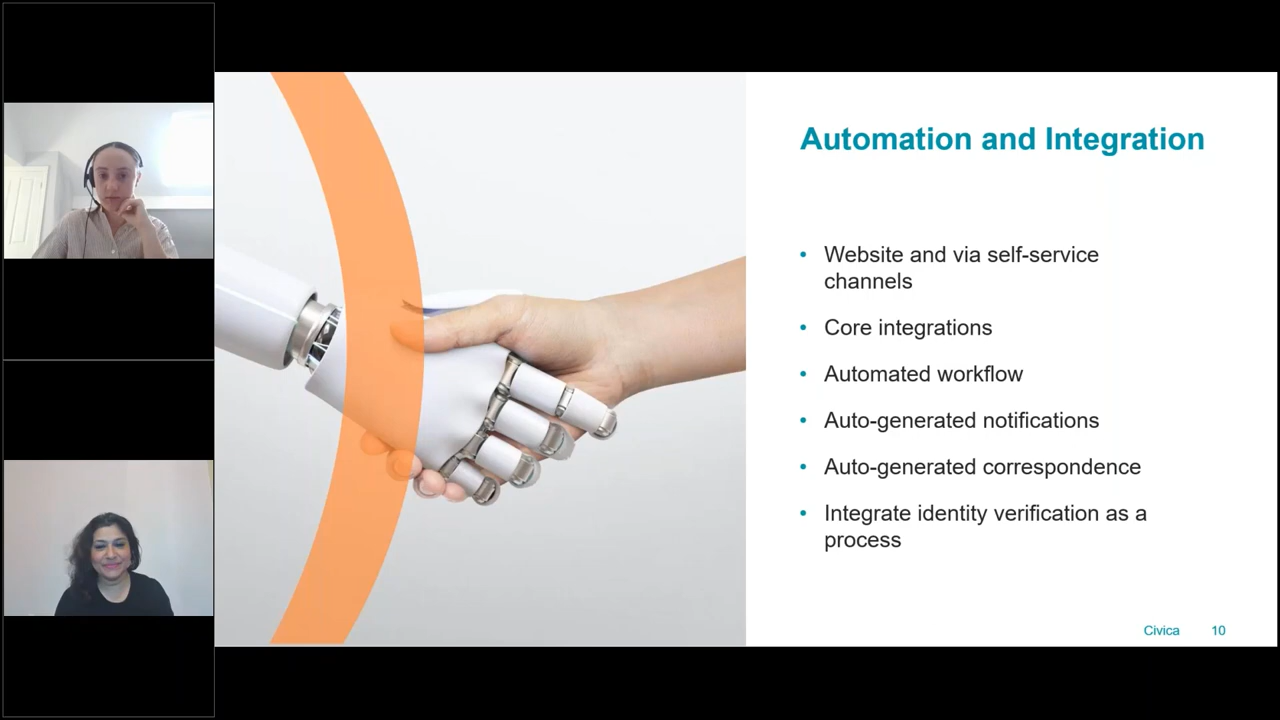 Automation and Integration
• Website and via self-service
channels
• Core integrations
• Automated workflow
• Auto-generated notifications
• Auto-generated correspondence
• Integrate identity verification as a
process
Civica 10